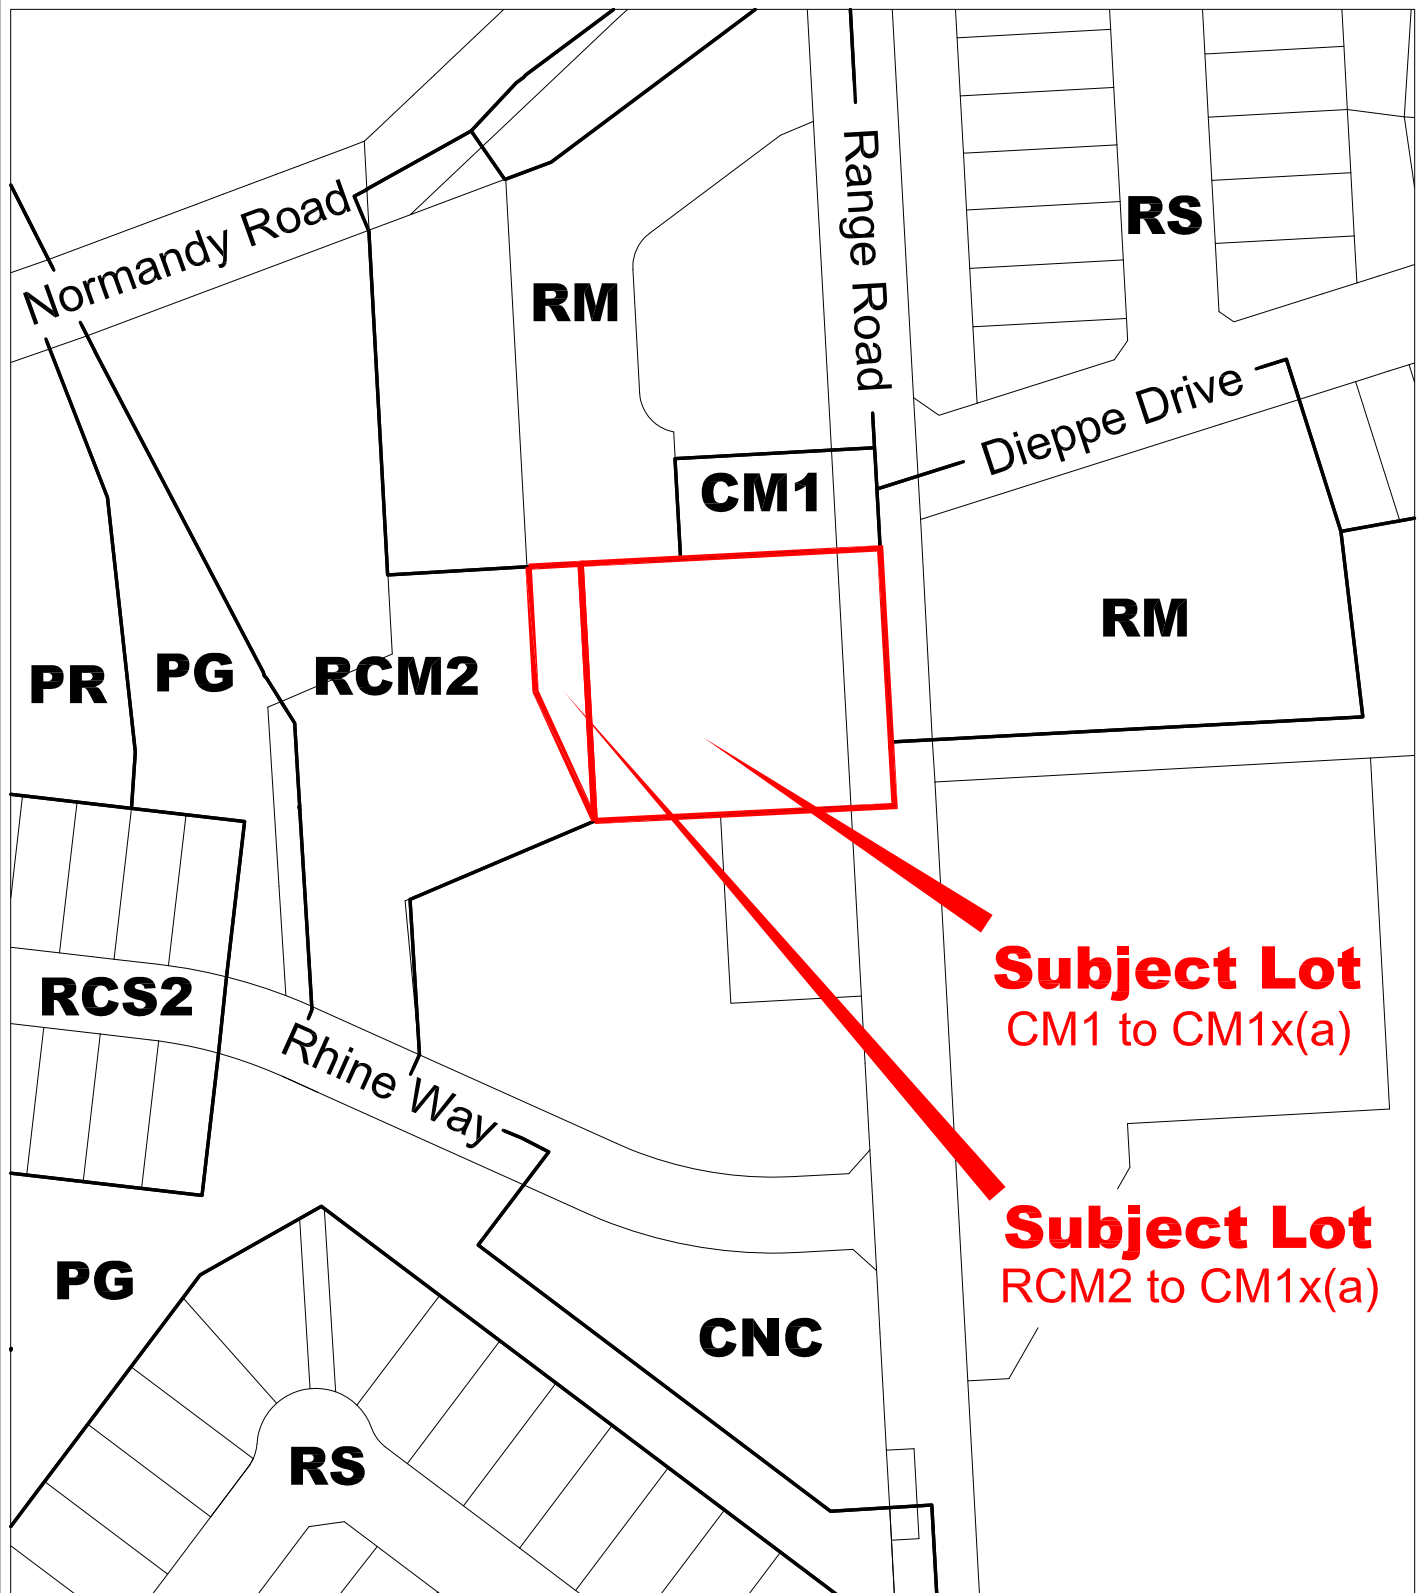 Normandy Road
Range Road
RS
RM
Dieppe Drive
CM1
RM
PR
PG
RCM2
Subject Lot
CM1 to CM1x(a)
RCS2
Rhine Way
Subject Lot
RCM2 to CM1x(a)
PG
CNC
RS